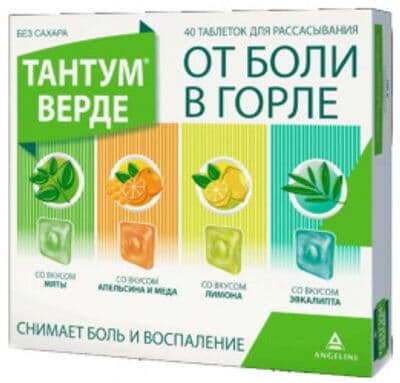 БЕЗ САХАРА
40 ТАБЛЕТОК ДЛЯ РАССАСЫВАНИЯ
ТАНТУМ®
ВЕРДЕ
ОТ БОЛИ
В ГОРЛЕ
СО ВКУСОМ
МЯТЫ
СО ВКУСОМ
АПЕЛЬСИНА И МЕДА
СО ВКУСОМ
ЛИМОНА
СО ВКУСОМ
ЭВКАЛИПТА
СНИМАЕТ БОЛЬ И ВОСПАЛЕНИЕ
ANGELINI